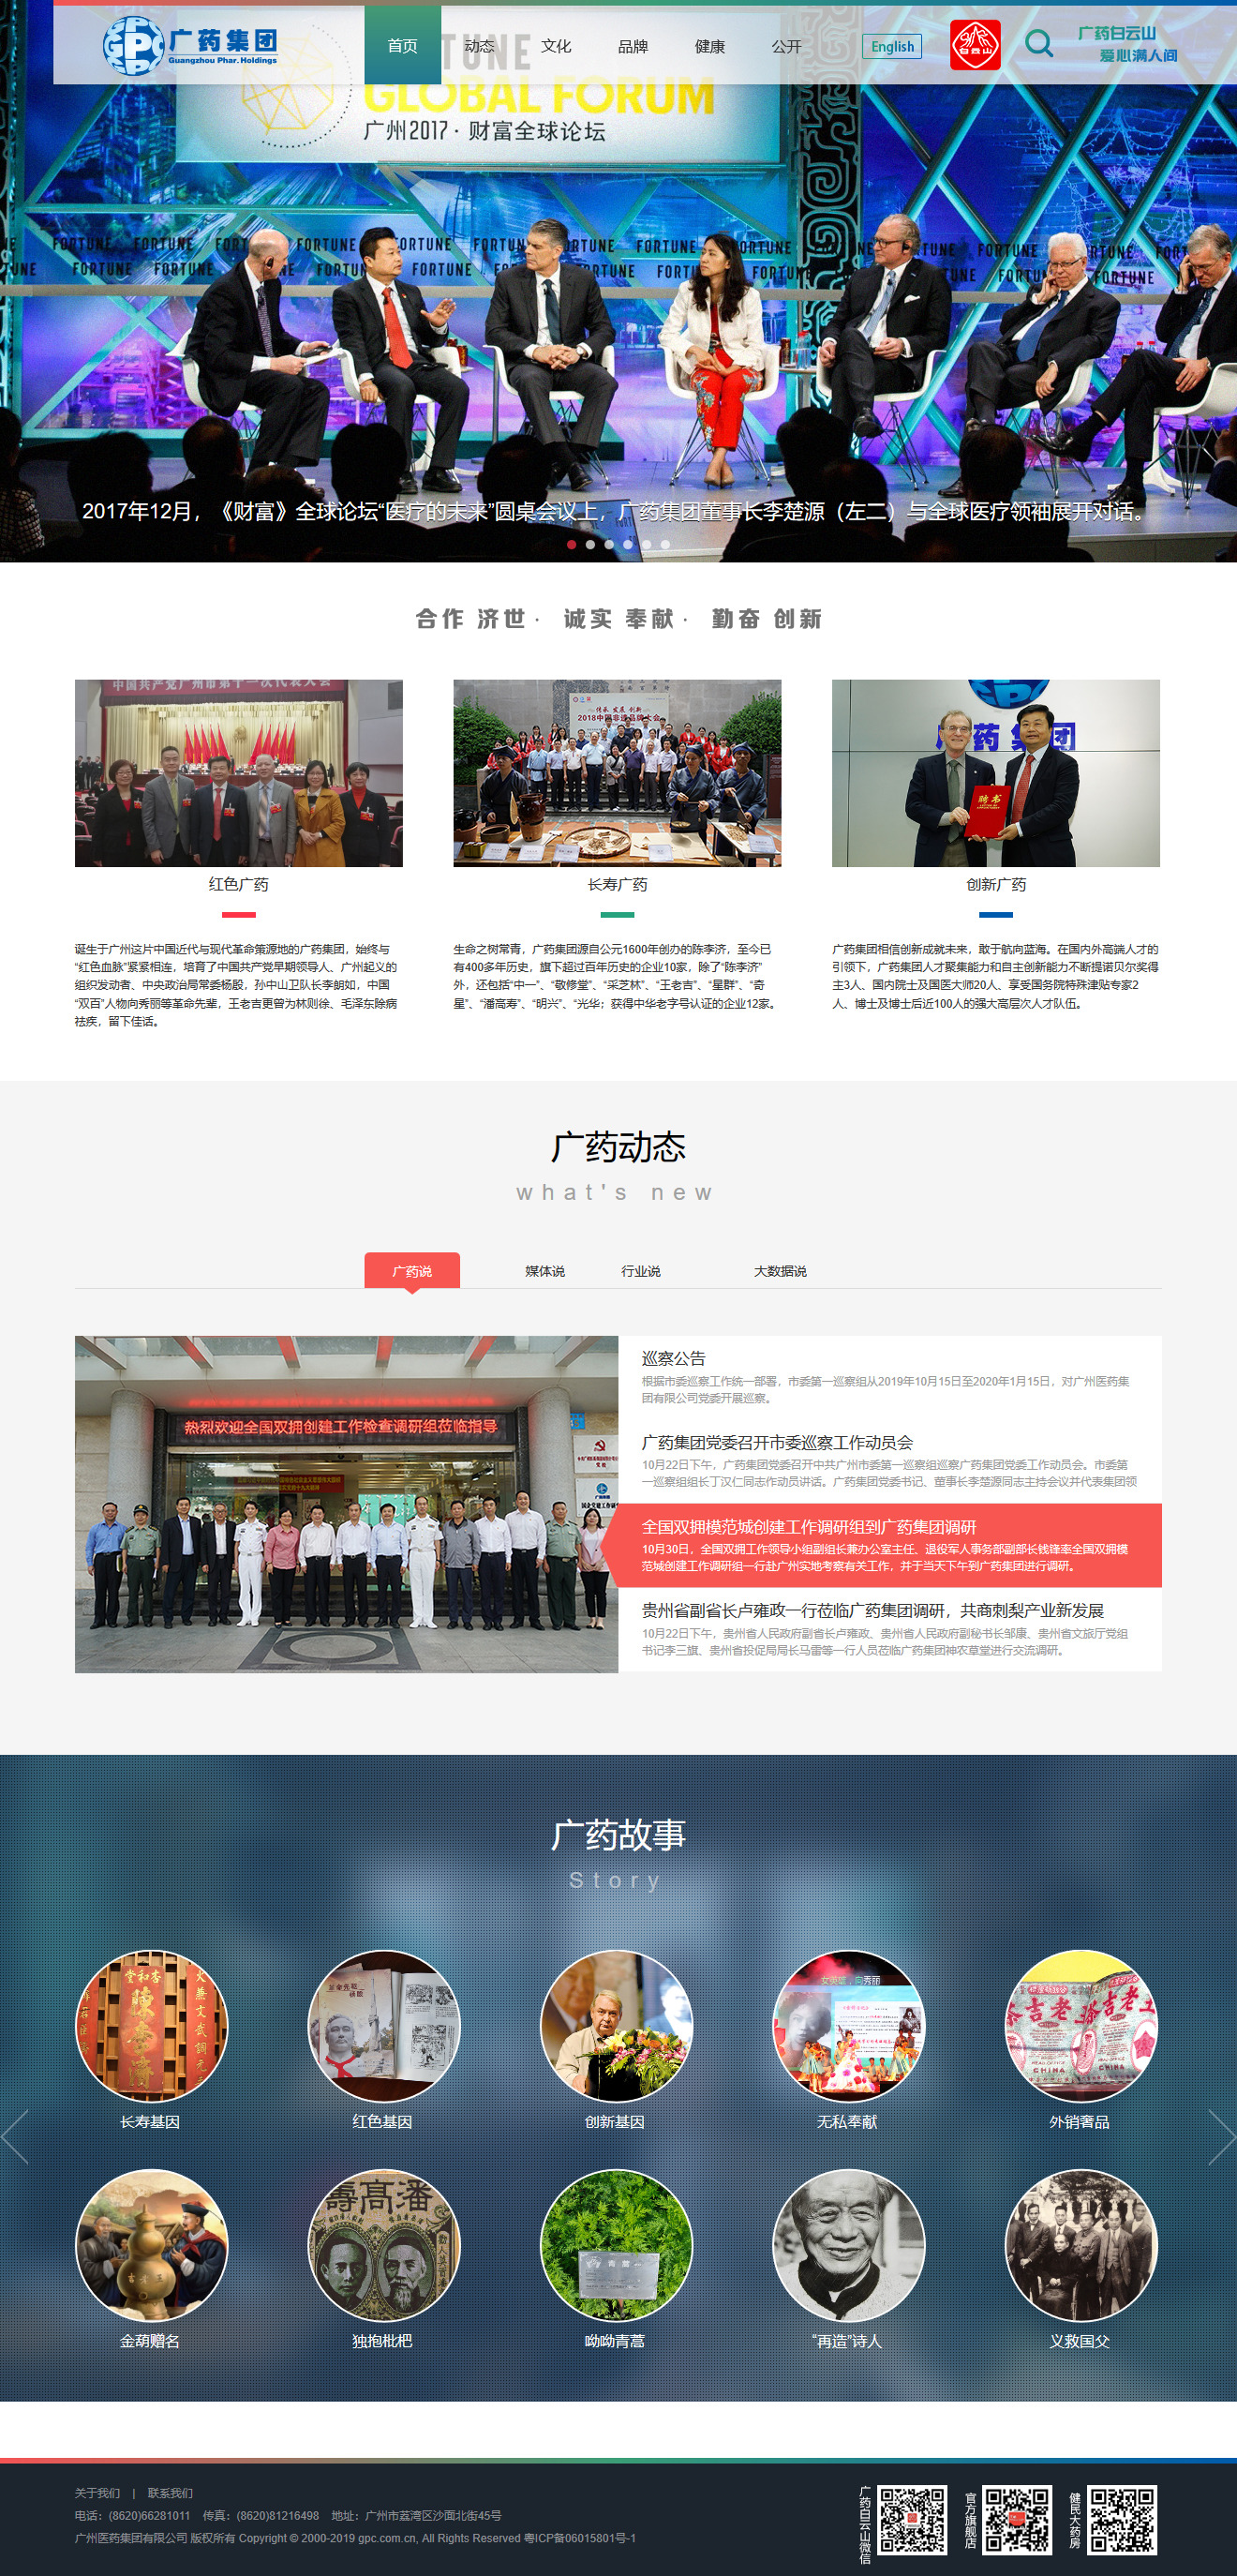 广药集团
Guangzhou Phar. Holdings
首页
动态
文化
品牌
健康
公开
English
白云山
广药白云山
爱心满人间
GLOBAL FORUM
广州2017·财富全球论坛
2017年12月，《财富》全球论坛“医疗的未来”圆桌会议上，广药集团董事长李楚源（左二）与全球医疗领袖展开对话。
合作 济世 · 诚实 奉献 · 勤奋 创新
红色广药
诞生于广州这片中国近代与现代革命策源地的广药集团，始终与
“红色血脉”紧紧相连，培育了中国共产党早期领导人、广州起义的
组织发动者、中央政治局常委杨殷，孙中山卫队长李朗如，中国
“双百”人物向秀丽等革命先辈，王老吉更曾为林则徐、毛泽东除病
祛疾，留下佳话。
长寿广药
生命之树常青，广药集团源自公元1600年创办的陈李济，至今已
有400多年历史，旗下超过百年历史的企业10家，除了“陈李济”
外，还包括“中一”、“敬修堂”、“采芝林”、“王老吉”、“星群”、“奇
星”、“潘高寿”、“明兴”、“光华；获得中华老字号认证的企业12家。
创新广药
广药集团相信创新成就未来，敢于航向蓝海。在国内外高端人才的
引领下，广药集团人才聚集能力和自主创新能力不断提诺贝尔奖得
主3人、国内院士及国医大师20人、享受国务院特殊津贴专家2
人、博士及博士后近100人的强大高层次人才队伍。
广药动态
what's new
广药说
媒体说
行业说
大数据说
热烈欢迎全国双拥创建工作检查调研组莅临指导
巡察公告
根据市委巡察工作统一部署，市委第一巡察组从2019年10月15日至2020年1月15日，对广州医药集
团有限公司党委开展巡察。
广药集团党委召开市委巡察工作动员会
10月22日下午，广药集团党委召开中共广州市委第一巡察组巡察广药集团党委工作动员会。市委第
一巡察组组长丁汉仁同志作动员讲话。广药集团党委书记、董事长李楚源同志主持会议并代表集团领
全国双拥模范城创建工作调研组到广药集团调研
10月30日，全国双拥工作领导小组副组长兼办公室主任、退役军人事务部副部长钱锋率全国双拥模
范城创建工作调研组一行赴广州实地考察有关工作，并于当天下午到广药集团进行调研。
贵州省副省长卢雍政一行莅临广药集团调研，共商刺梨产业新发展
10月22日下午，贵州省人民政府副省长卢雍政、贵州省人民政府副秘书长邹康、贵州省文旅厅党组
书记李三旗、贵州省投促局局长马雷等一行人员莅临广药集团神农草堂进行交流调研。
广药故事
Story
长寿基因
红色基因
创新基因
无私奉献
外销奢品
金葫赠名
独抱枇杷
呦呦青蒿
“再造”诗人
义救国父
关于我们 | 联系我们
电话：(8620)66281011 传真：(8620)81216498 地址：广州市荔湾区沙面北街45号
广州医药集团有限公司 版权所有 Copyright © 2000-2019 gpc.com.cn, All Rights Reserved 粤ICP备06015801号-1
广药白云山微信
官方旗舰店
健民大药房